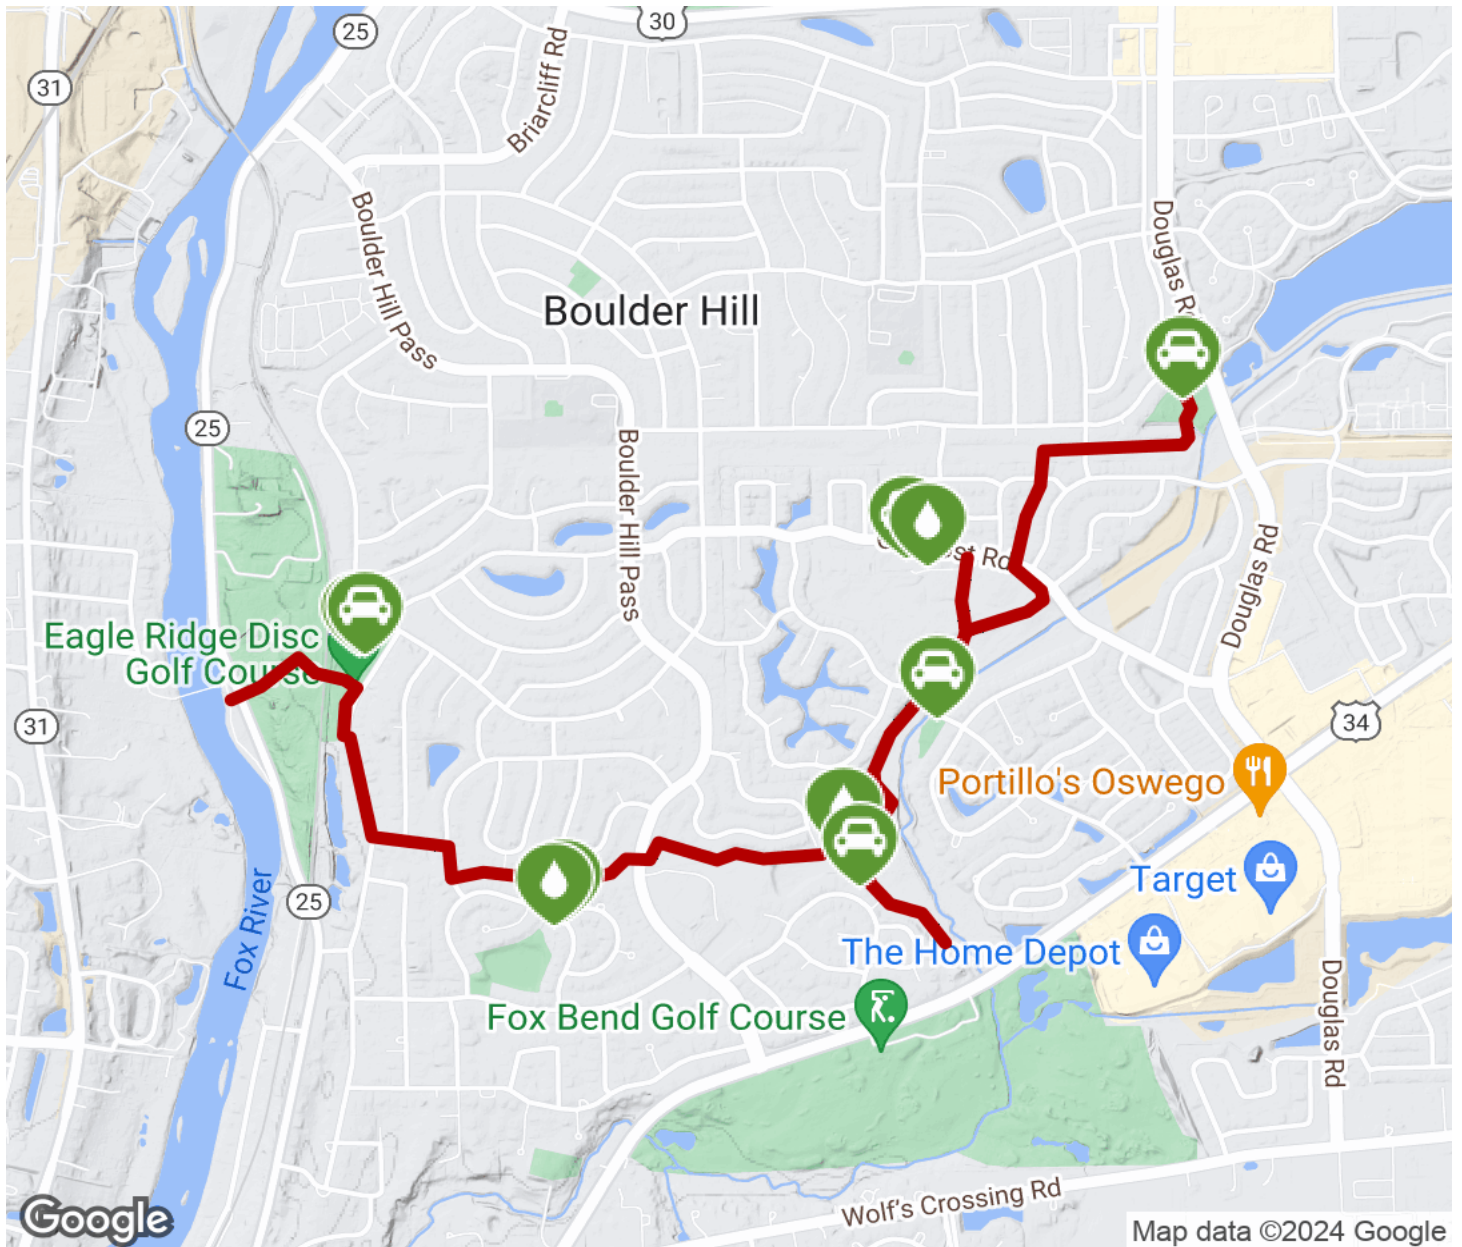 30
25
31
Briarcliff Rd
Boulder Hill Pass
Douglas Rd
Boulder Hill
25
Boulder Hill Pass
st Rd
Douglas Rd
Eagle Ridge Disc
Golf Course
31
34
Portillo's Oswego
Target
25
Fox River
The Home Depot
Fox Bend Golf Course
Douglas Rd
Wolf's Crossing Rd
Google
Map data ©2024 Google